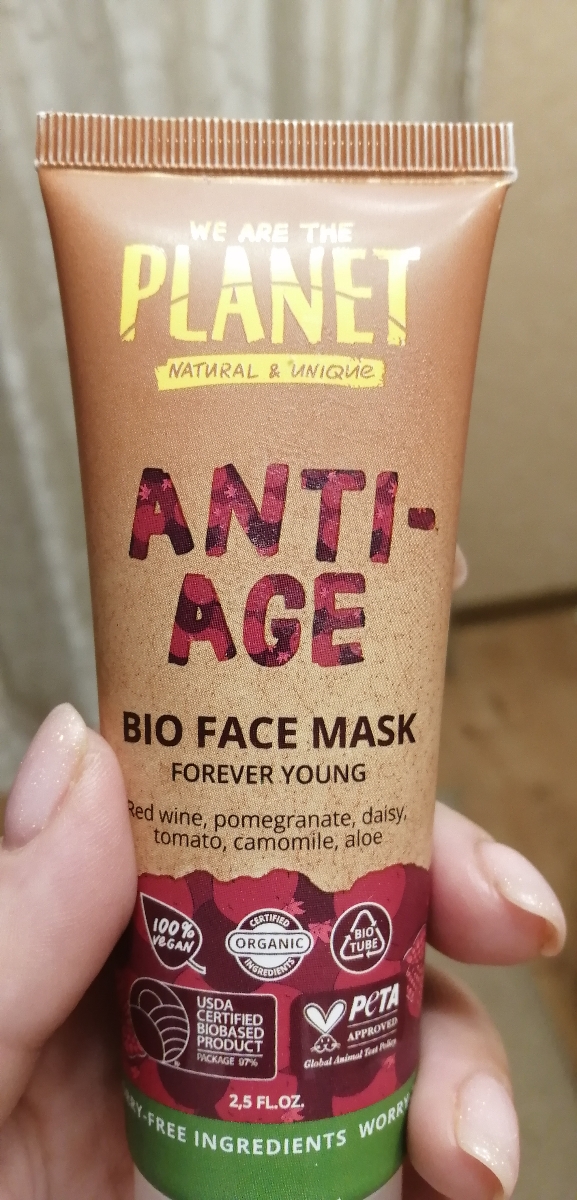 WE ARE THE
PLANET
NATURAL & UNIQUE
ANTI-
AGE
BIO FACE MASK
FOREVER YOUNG
Red wine, pomegranate, daisy,
tomato, camomile, aloe
100%
VEGAN
CERTIFIED
ORGANIC
INGREDIENTS
BIO
TUBE
USDA
CERTIFIED
BIOBASED
PRODUCT
PACKAGE 97%
PETA
APPROVED
Global Animal Test Policy
2,5 FL.OZ.
RY-FREE INGREDIENTS WORRY-